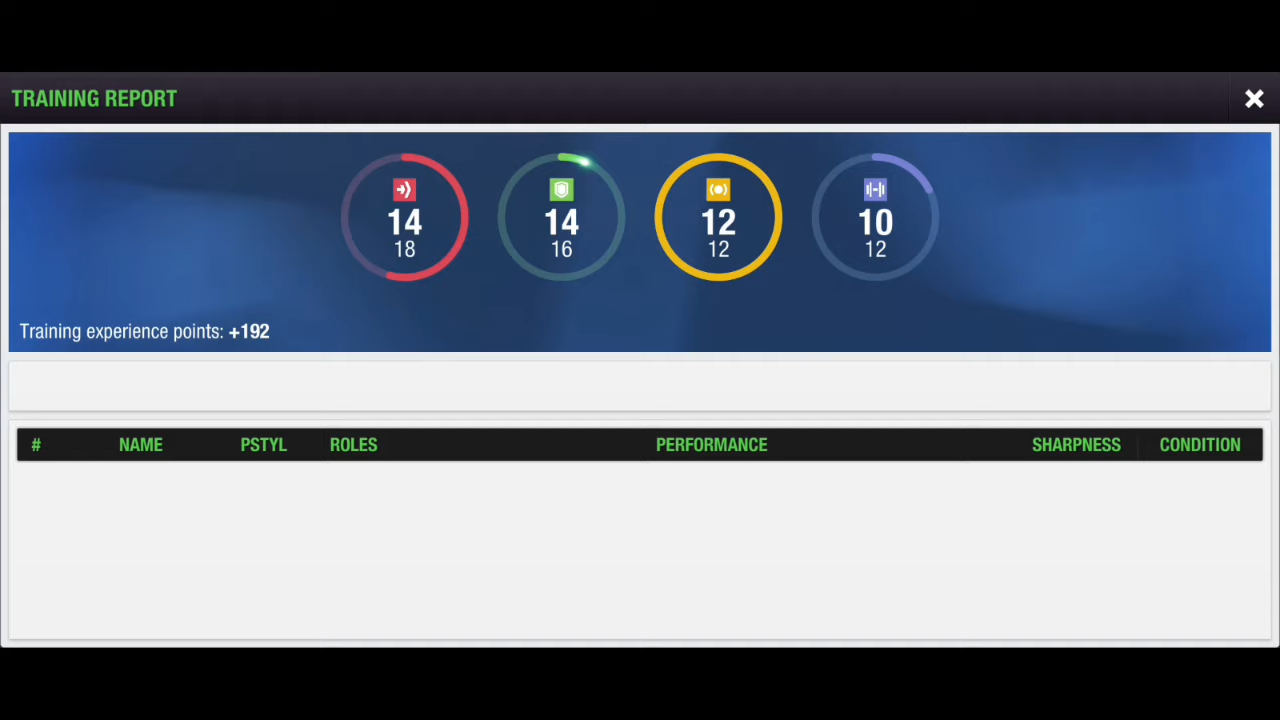 TRAINING REPORT
14 14 12 10
18 16 12 12
Training experience points: +192
# NAME PSTYL ROLES PERFORMANCE SHARPNESS CONDITION